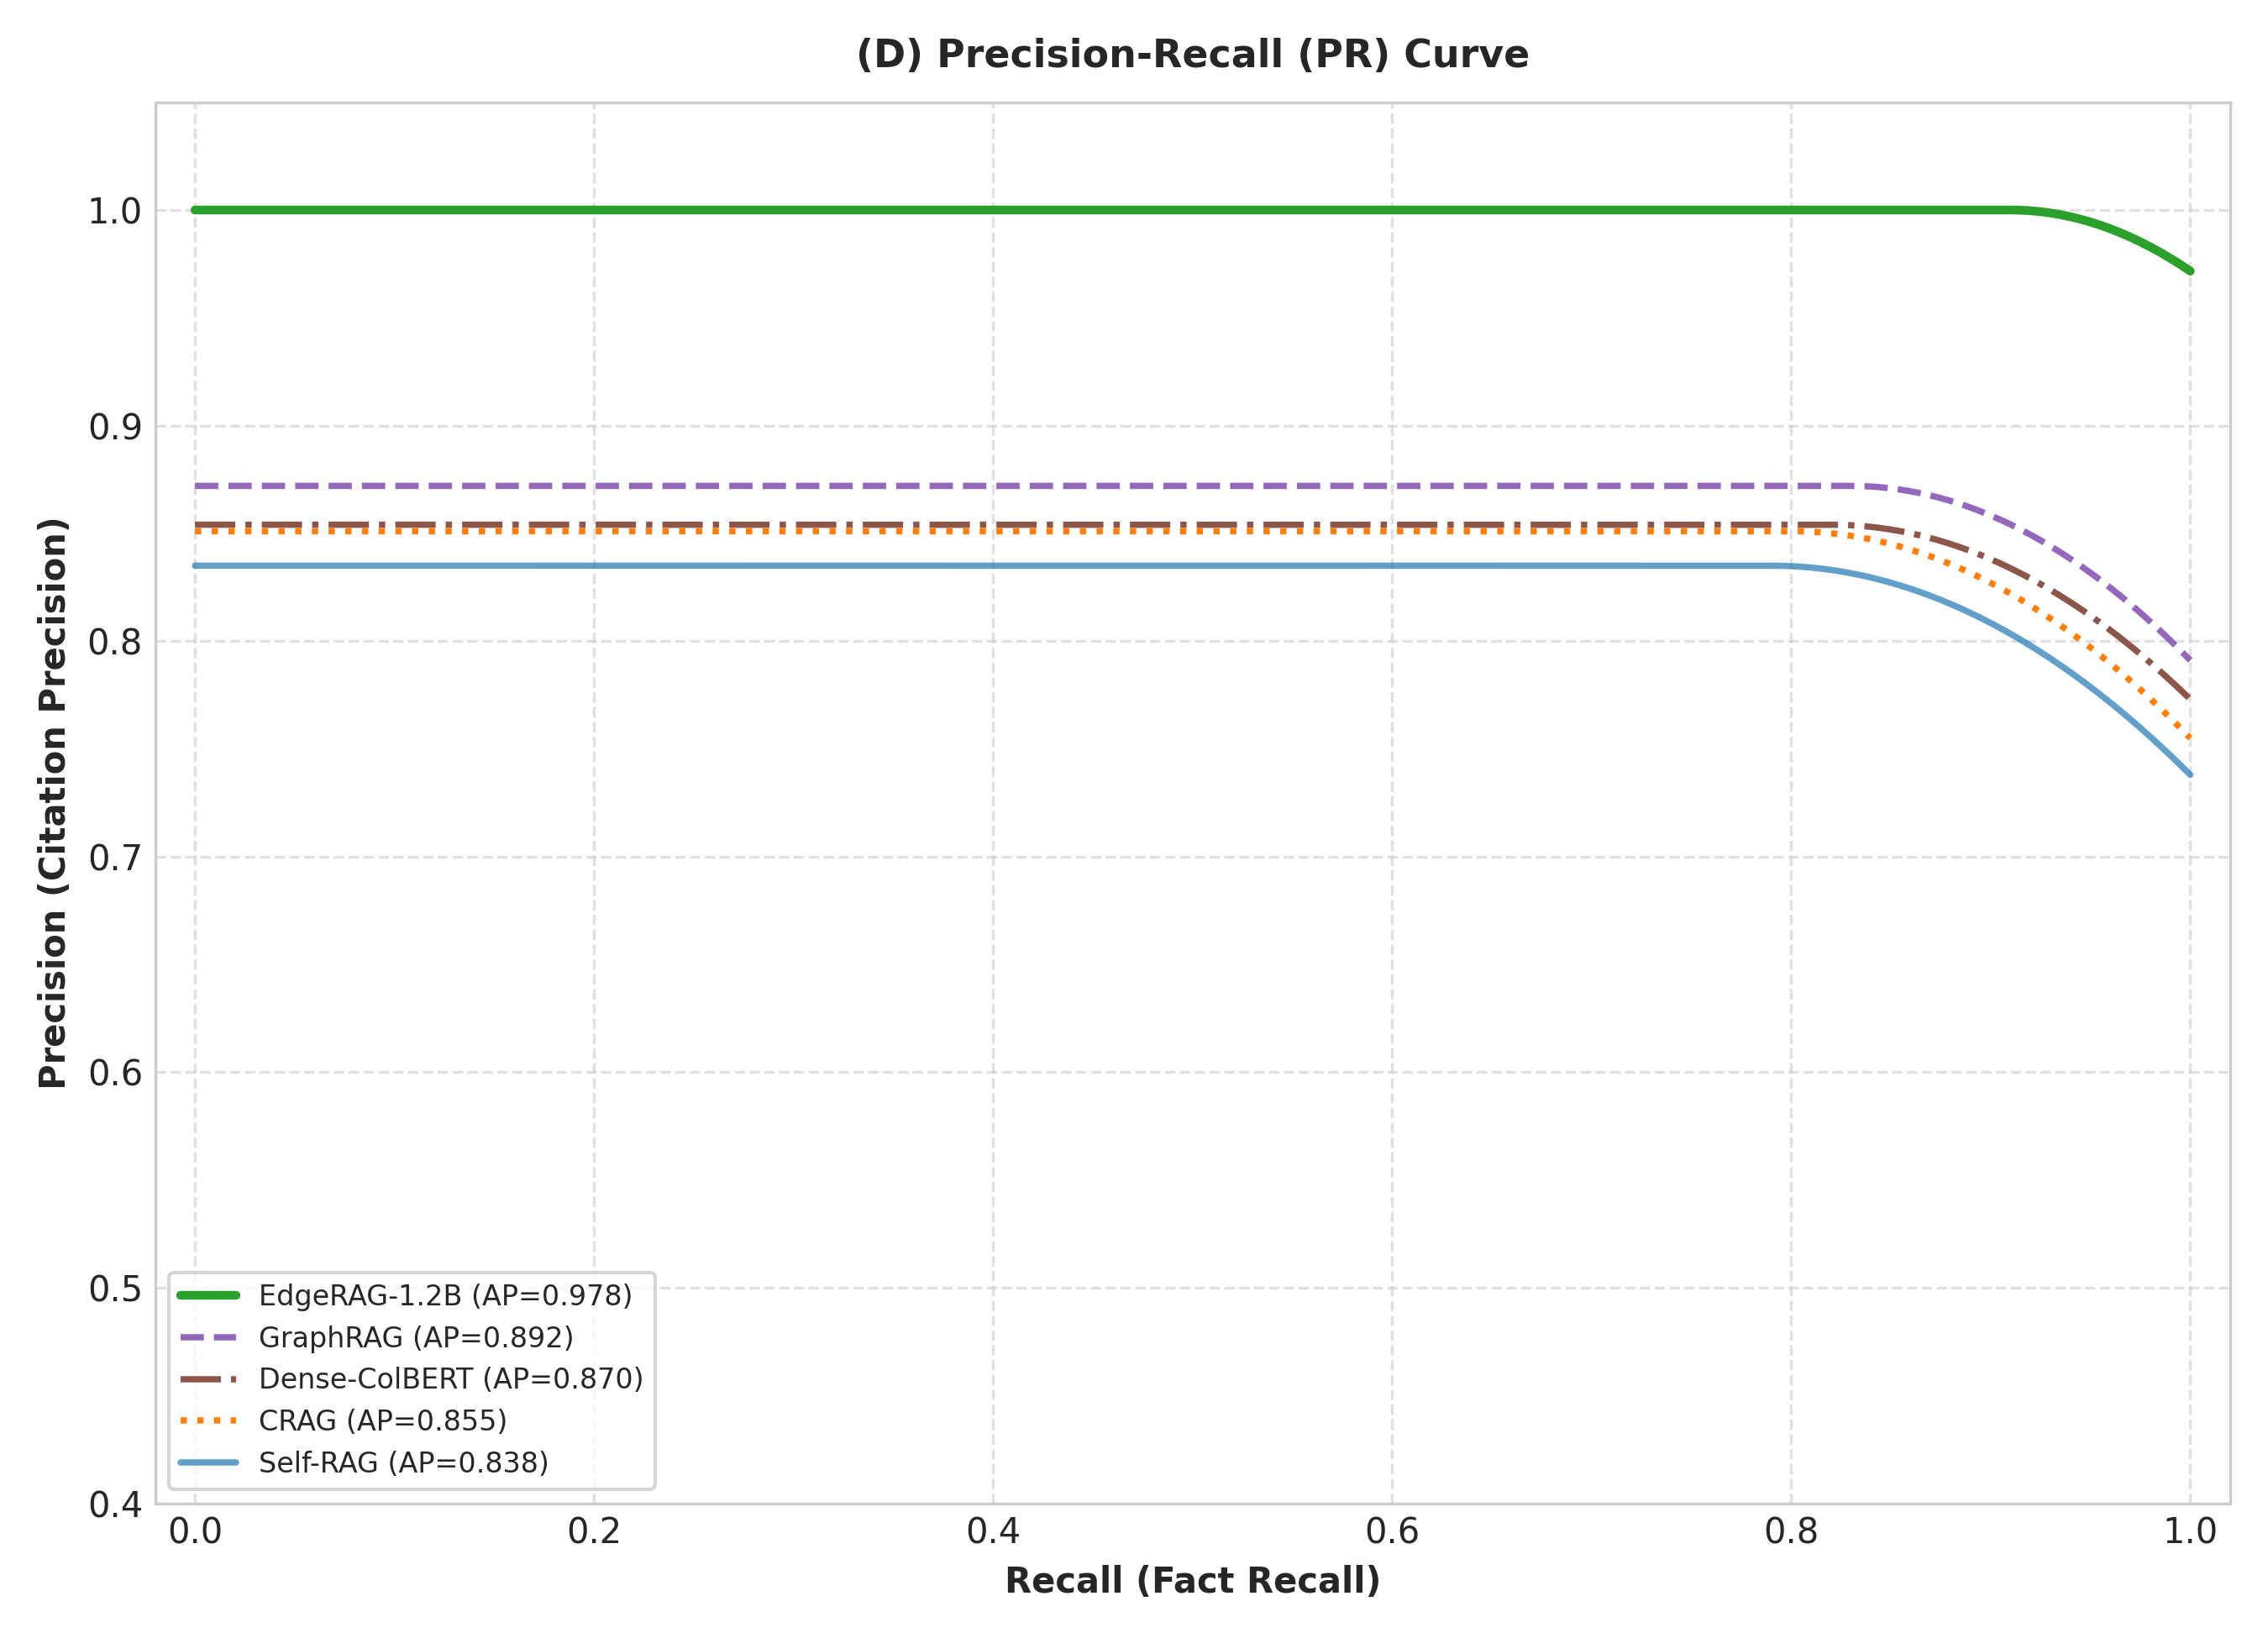 (D) Precision-Recall (PR) Curve
Precision (Citation Precision)
1.0
0.9
0.8
0.7
0.6
0.5
0.4
EdgeRAG-1.2B (AP=0.978)
GraphRAG (AP=0.892)
Dense-ColBERT (AP=0.870)
CRAG (AP=0.855)
Self-RAG (AP=0.838)
0.0 0.2 0.4 0.6 0.8 1.0
Recall (Fact Recall)